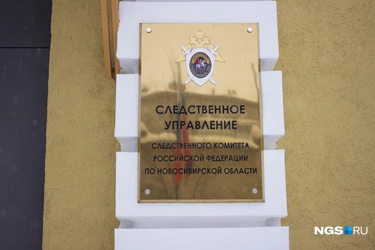 СЛЕДСТВЕННОЕ
УПРАВЛЕНИЕ
СЛЕДСТВЕННОГО КОМИТЕТА
РОССИЙСКОЙ ФЕДЕРАЦИИ
ПО НОВОСИБИРСКОЙ ОБЛАСТИ
NGS.RU